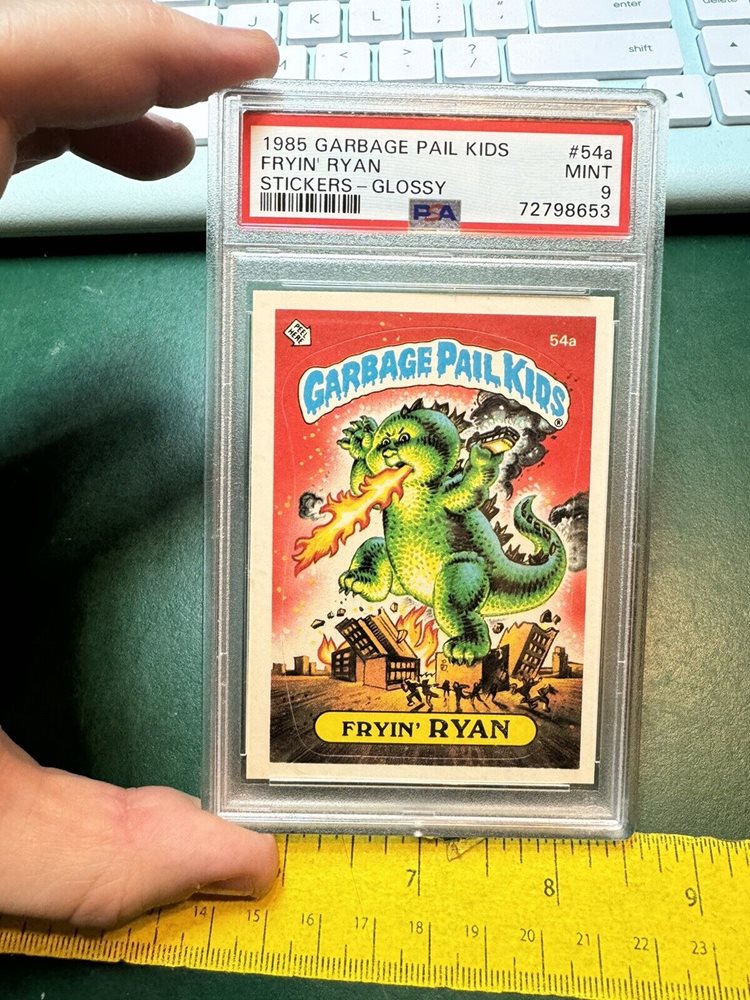 J K L : ; " ' enter
M < , > . ? / shift
1985 GARBAGE PAIL KIDS #54a
FRYIN' RYAN MINT
STICKERS - GLOSSY 9
PSA 72798653
PEEL HERE
54a
GARBAGE PAIL KIDS®
FRYIN' RYAN
7 8 9
14 15 16 17 18 19 20 21 22 23